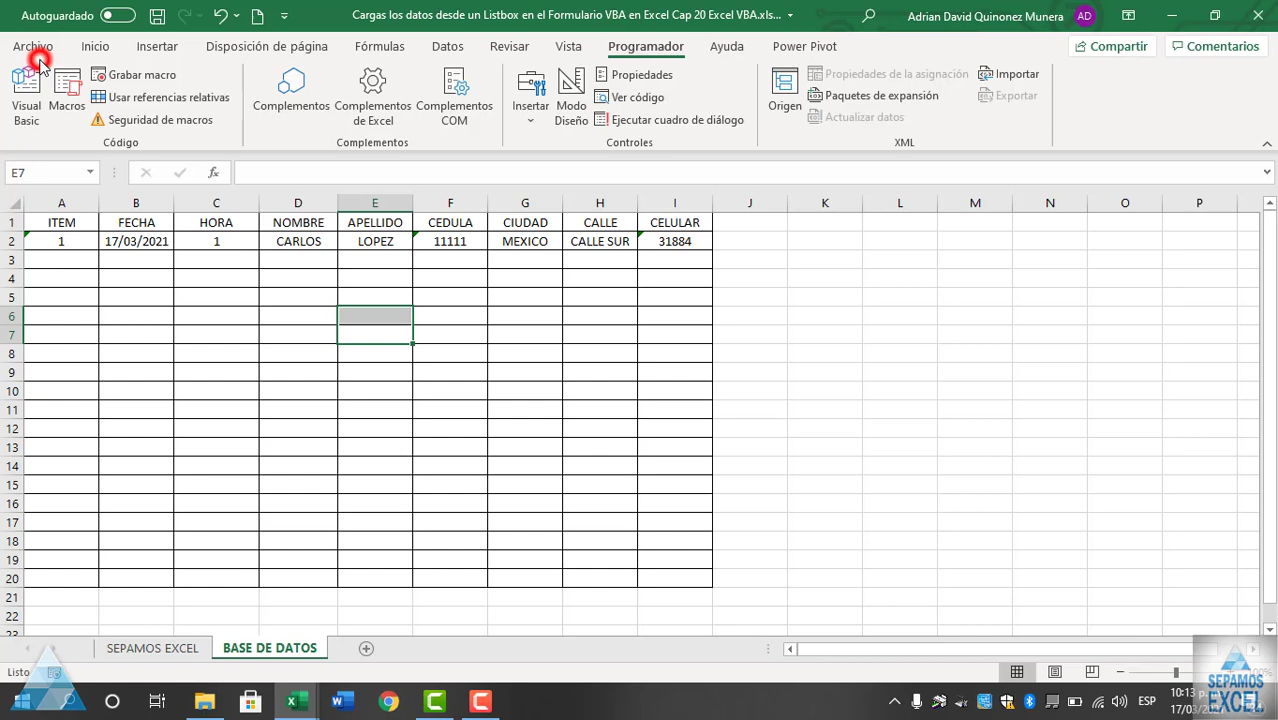 Autoguardado
Cargas los datos desde un Listbox en el Formulario VBA en Excel Cap 20 Excel VBA.xls...
Adrian David Quinonez Munera
AD
Archivo Inicio Insertar Disposición de página Fórmulas Datos Revisar Vista Programador Ayuda Power Pivot
Compartir
Comentarios
Visual Basic
Macros
Grabar macro
Usar referencias relativas
Seguridad de macros
Código
Complementos
Complementos de Excel
Complementos COM
Complementos
Insertar
Modo Diseño
Propiedades
Ver código
Ejecutar cuadro de diálogo
Controles
Origen
Propiedades de la asignación
Paquetes de expansión
Actualizar datos
Importar
Exportar
XML
E7
fx
A B C D E F G H I J K L M N O P
1 ITEM FECHA HORA NOMBRE APELLIDO CEDULA CIUDAD CALLE CELULAR
2 1 17/03/2021 1 CARLOS LOPEZ 11111 MEXICO CALLE SUR 31884
3
4
5
6
7
8
9
10
11
12
13
14
15
16
17
18
19
20
21
22
23
SEPAMOS EXCEL
BASE DE DATOS
Listo
ESP
10:13 p.
17/03/
SEPAMOS
EXCEL